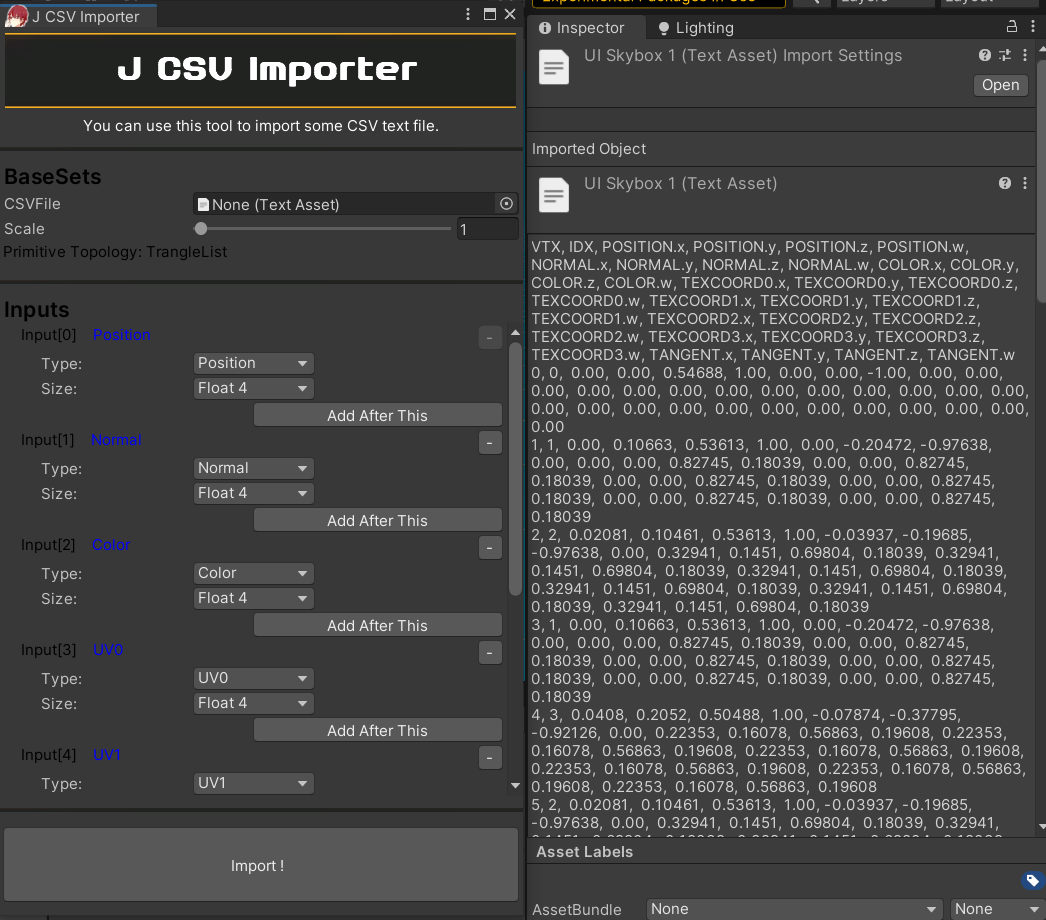 J CSV Importer
J CSV Importer
You can use this tool to import some CSV text file.
BaseSets
CSVFile
None (Text Asset)
Scale
1
Primitive Topology: TrangleList
Inputs
Input[0] Position
-
Type:
Position
Size:
Float 4
Add After This
Input[1] Normal
-
Type:
Normal
Size:
Float 4
Add After This
Input[2] Color
-
Type:
Color
Size:
Float 4
Add After This
Input[3] UV0
-
Type:
UV0
Size:
Float 4
Add After This
Input[4] UV1
-
Type:
UV1
Import !
Inspector
Lighting
UI Skybox 1 (Text Asset) Import Settings
Open
Imported Object
UI Skybox 1 (Text Asset)
VTX, IDX, POSITION.x, POSITION.y, POSITION.z, POSITION.w,
NORMAL.x, NORMAL.y, NORMAL.z, NORMAL.w, COLOR.x, COLOR.y,
COLOR.z, COLOR.w, TEXCOORD0.x, TEXCOORD0.y, TEXCOORD0.z,
TEXCOORD0.w, TEXCOORD1.x, TEXCOORD1.y, TEXCOORD1.z,
TEXCOORD1.w, TEXCOORD2.x, TEXCOORD2.y, TEXCOORD2.z,
TEXCOORD2.w, TEXCOORD3.x, TEXCOORD3.y, TEXCOORD3.z,
TEXCOORD3.w, TANGENT.x, TANGENT.y, TANGENT.z, TANGENT.w
0, 0, 0.00, 0.00, 0.54688, 1.00, 0.00, 0.00, -1.00, 0.00, 0.00,
0.00, 0.00, 0.00, 0.00, 0.00, 0.00, 0.00, 0.00, 0.00, 0.00, 0.00,
0.00, 0.00, 0.00, 0.00, 0.00, 0.00, 0.00, 0.00, 0.00, 0.00, 0.00,
0.00
1, 1, 0.00, 0.10663, 0.53613, 1.00, 0.00, -0.20472, -0.97638,
0.00, 0.00, 0.00, 0.82745, 0.18039, 0.00, 0.00, 0.82745,
0.18039, 0.00, 0.00, 0.82745, 0.18039, 0.00, 0.00, 0.82745,
0.18039, 0.00, 0.00, 0.82745, 0.18039, 0.00, 0.00, 0.82745,
0.18039
2, 2, 0.02081, 0.10461, 0.53613, 1.00, -0.03937, -0.19685,
-0.97638, 0.00, 0.32941, 0.1451, 0.69804, 0.18039, 0.32941,
0.1451, 0.69804, 0.18039, 0.32941, 0.1451, 0.69804, 0.18039,
0.32941, 0.1451, 0.69804, 0.18039, 0.32941, 0.1451, 0.69804,
0.18039, 0.32941, 0.1451, 0.69804, 0.18039
3, 1, 0.00, 0.10663, 0.53613, 1.00, 0.00, -0.20472, -0.97638,
0.00, 0.00, 0.00, 0.82745, 0.18039, 0.00, 0.00, 0.82745,
0.18039, 0.00, 0.00, 0.82745, 0.18039, 0.00, 0.00, 0.82745,
0.18039, 0.00, 0.00, 0.82745, 0.18039, 0.00, 0.00, 0.82745,
0.18039
4, 3, 0.0408, 0.2052, 0.50488, 1.00, -0.07874, -0.37795,
-0.92126, 0.00, 0.22353, 0.16078, 0.56863, 0.19608, 0.22353,
0.16078, 0.56863, 0.19608, 0.22353, 0.16078, 0.56863, 0.19608,
0.22353, 0.16078, 0.56863, 0.19608, 0.22353, 0.16078, 0.56863,
0.19608, 0.22353, 0.16078, 0.56863, 0.19608
5, 2, 0.02081, 0.10461, 0.53613, 1.00, -0.03937, -0.19685,
-0.97638, 0.00, 0.32941, 0.1451, 0.69804, 0.18039, 0.32941,
Asset Labels
AssetBundle
None
None